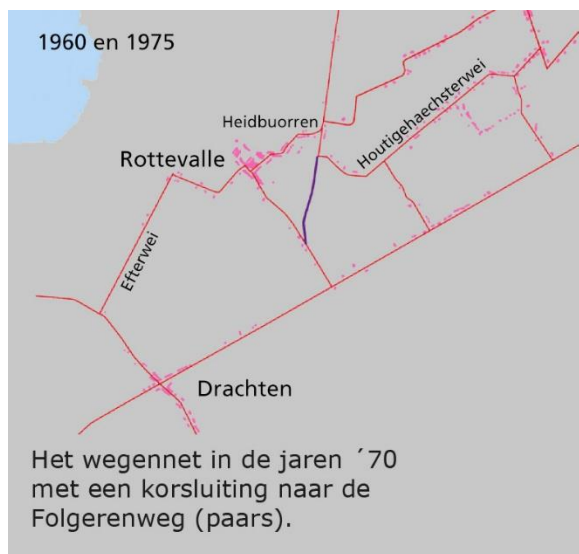 1960 en 1975
Heidbuorren
Houtigehaechsterwei
Rottevalle
Efterwei
Drachten
Het wegennet in de jaren ´70
met een korsluiting naar de
Folgerenweg (paars).